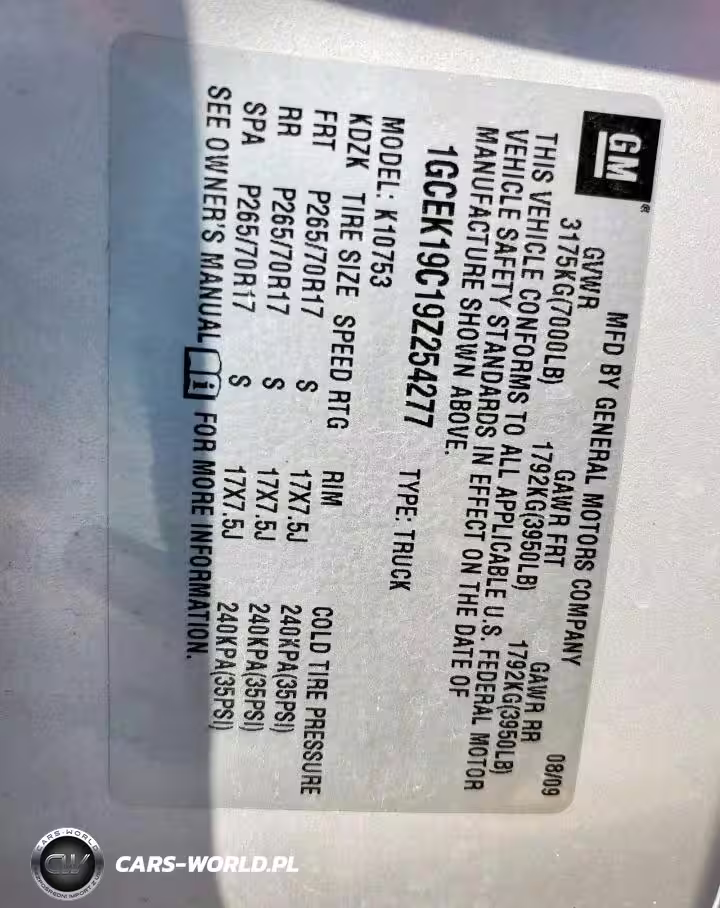 GM®
MFD BY GENERAL MOTORS COMPANY 08/09
GVWR GAWR FRT GAWR RR
3175KG(7000LB) 1792KG(3950LB) 1792KG(3950LB)
THIS VEHICLE CONFORMS TO ALL APPLICABLE U.S. FEDERAL MOTOR
VEHICLE SAFETY STANDARDS IN EFFECT ON THE DATE OF
MANUFACTURE SHOWN ABOVE.
1GCEK19C19Z254277 TYPE: TRUCK
MODEL: K10753
KDZK TIRE SIZE SPEED RTG RIM COLD TIRE PRESSURE
FRT P265/70R17 S 17X7.5J 240KPA(35PSI)
RR P265/70R17 S 17X7.5J 240KPA(35PSI)
SPA P265/70R17 S 17X7.5J 240KPA(35PSI)
SEE OWNER'S MANUAL i FOR MORE INFORMATION.
CARS-WORLD
CW
CARS-WORLD.PL